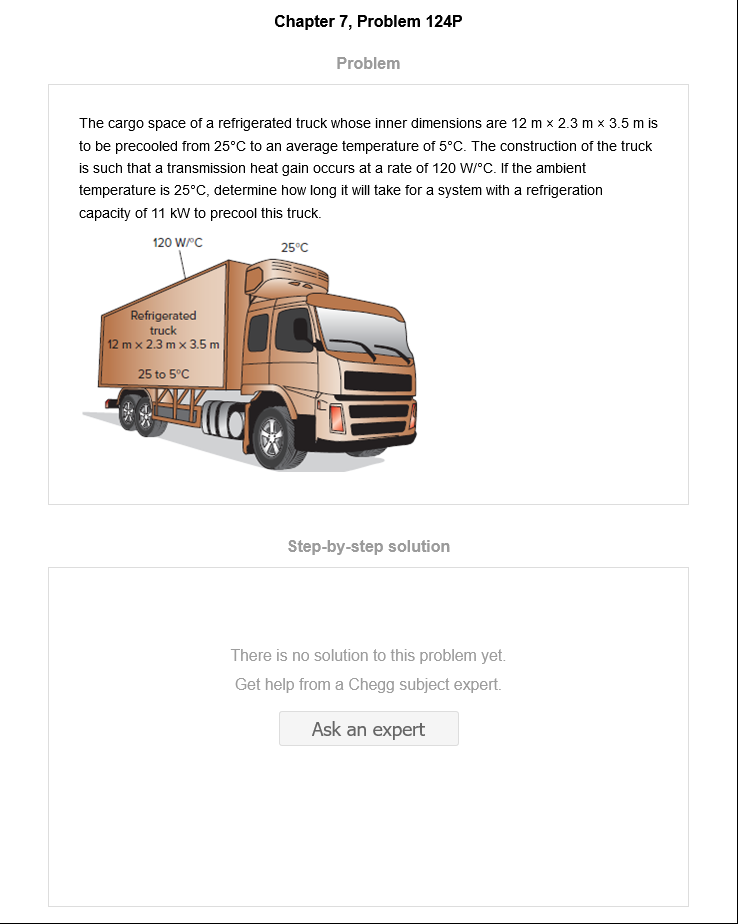 Chapter 7, Problem 124P
Problem
The cargo space of a refrigerated truck whose inner dimensions are 12 m × 2.3 m × 3.5 m is
to be precooled from 25°C to an average temperature of 5°C. The construction of the truck
is such that a transmission heat gain occurs at a rate of 120 W/°C. If the ambient
temperature is 25°C, determine how long it will take for a system with a refrigeration
capacity of 11 kW to precool this truck.
120 W/°C
25°C
Refrigerated
truck
12 m × 2.3 m × 3.5 m
25 to 5°C
Step-by-step solution
There is no solution to this problem yet.
Get help from a Chegg subject expert.
Ask an expert